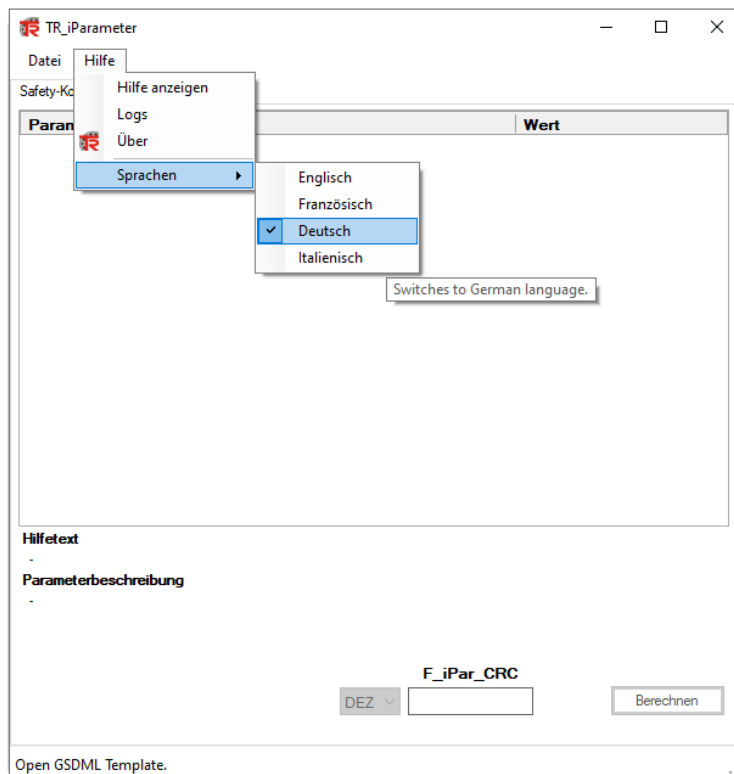 TR_iParameter
Datei Hilfe
Safety-Ko
Hilfe anzeigen
Logs
Über
Sprachen
Englisch
Französisch
Deutsch
Italienisch
Switches to German language.
Param
Wert
Hilfetext
-
Parameterbeschreibung
-
F_iPar_CRC
DEZ
Berechnen
Open GSDML Template.